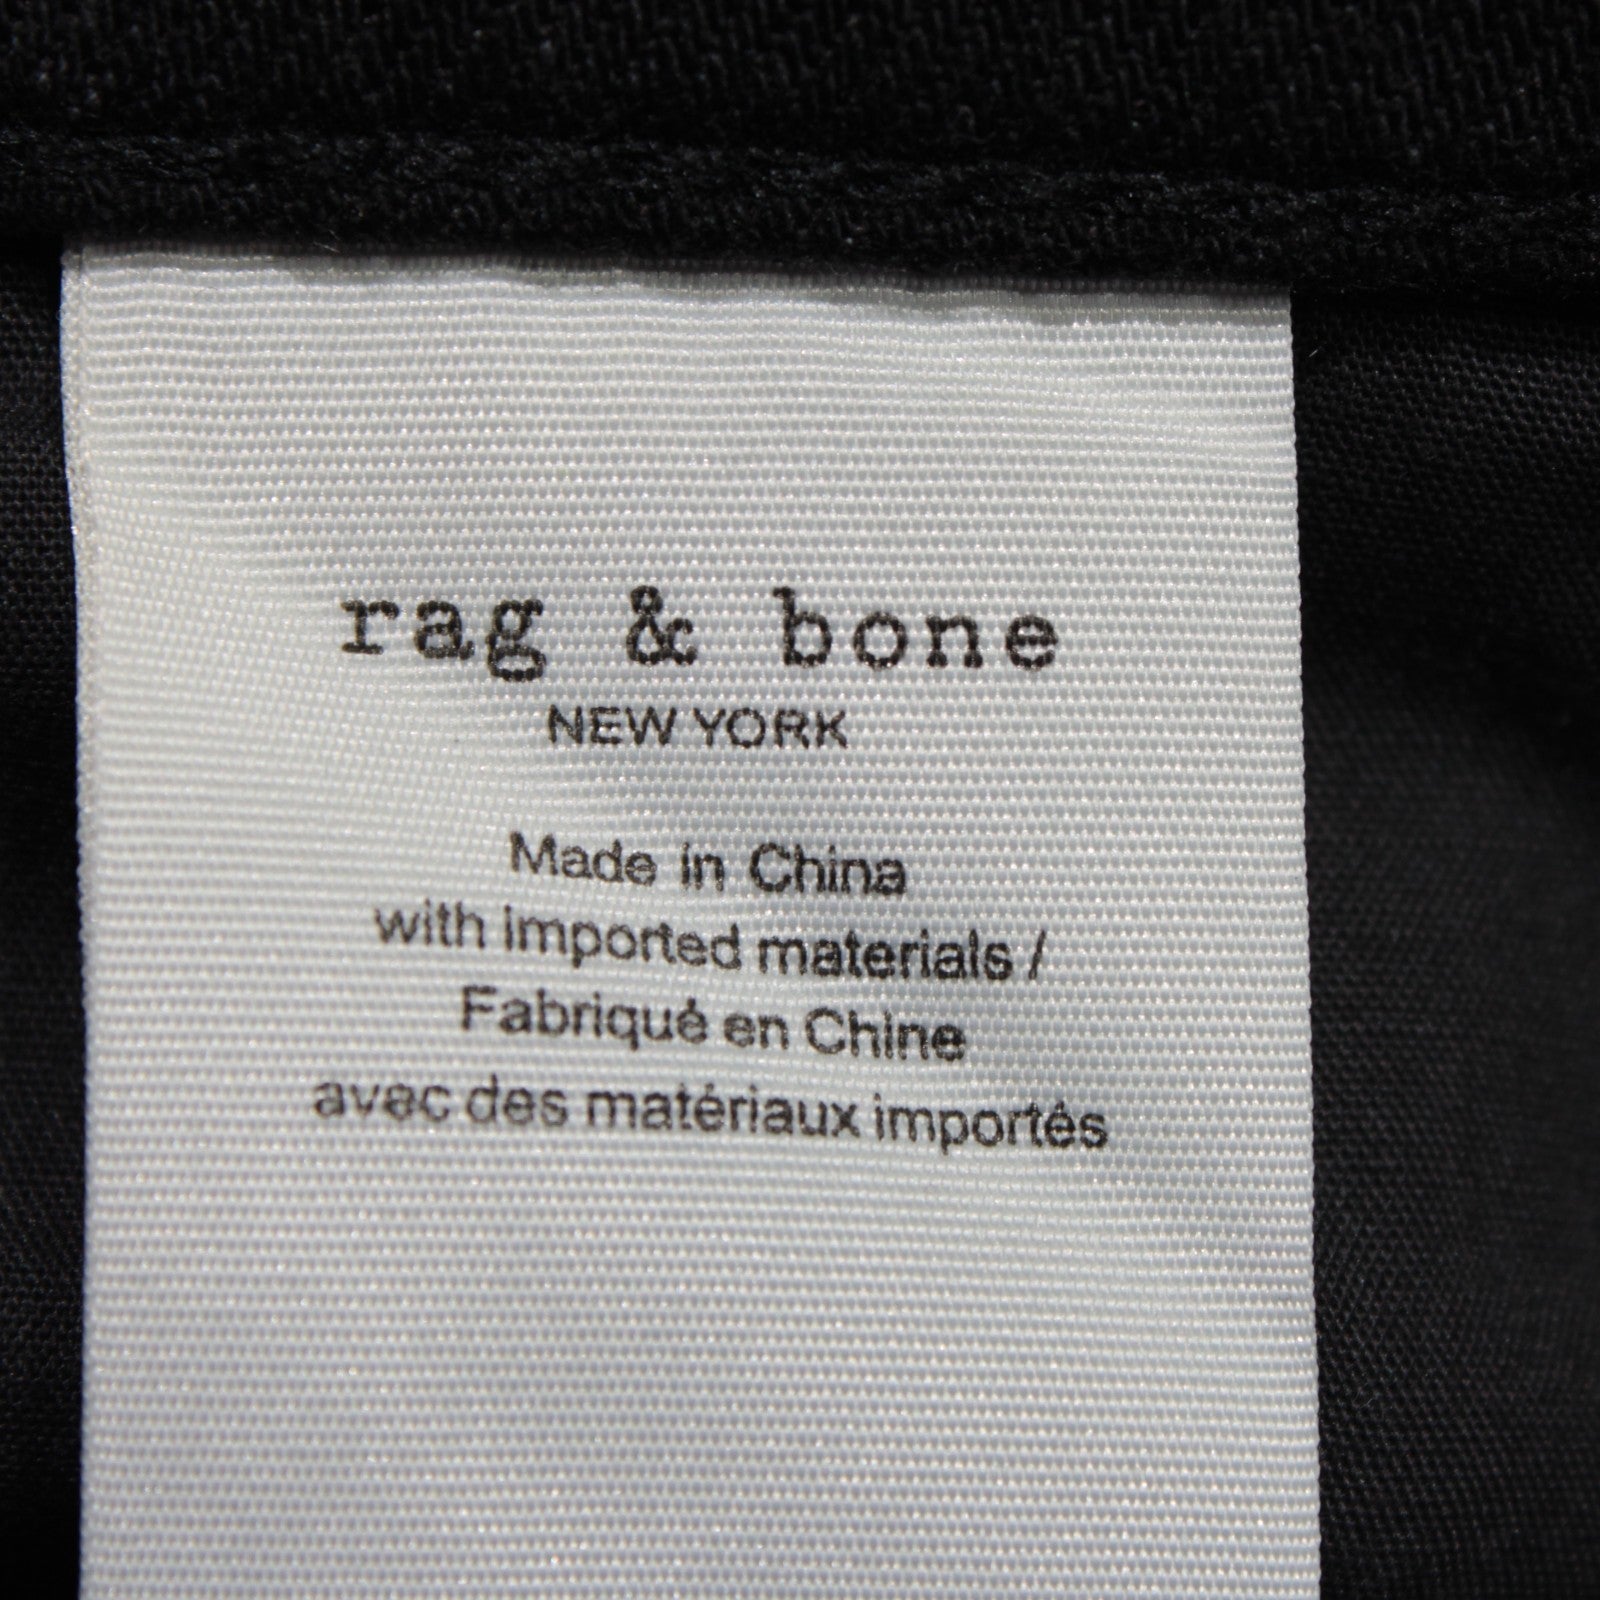 rag & bone
NEW YORK
Made in China
with imported materials /
Fabriqué en Chine
avec des matériaux importés